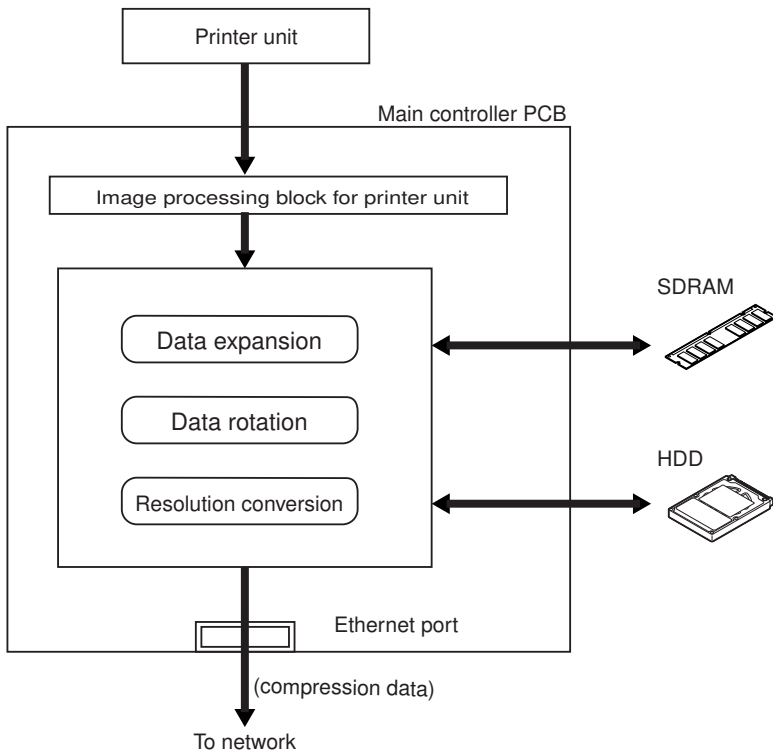 Printer unit
Main controller PCB
Image processing block for printer unit
SDRAM
Data expansion
Data rotation
HDD
Resolution conversion
Ethernet port
(compression data)
To network